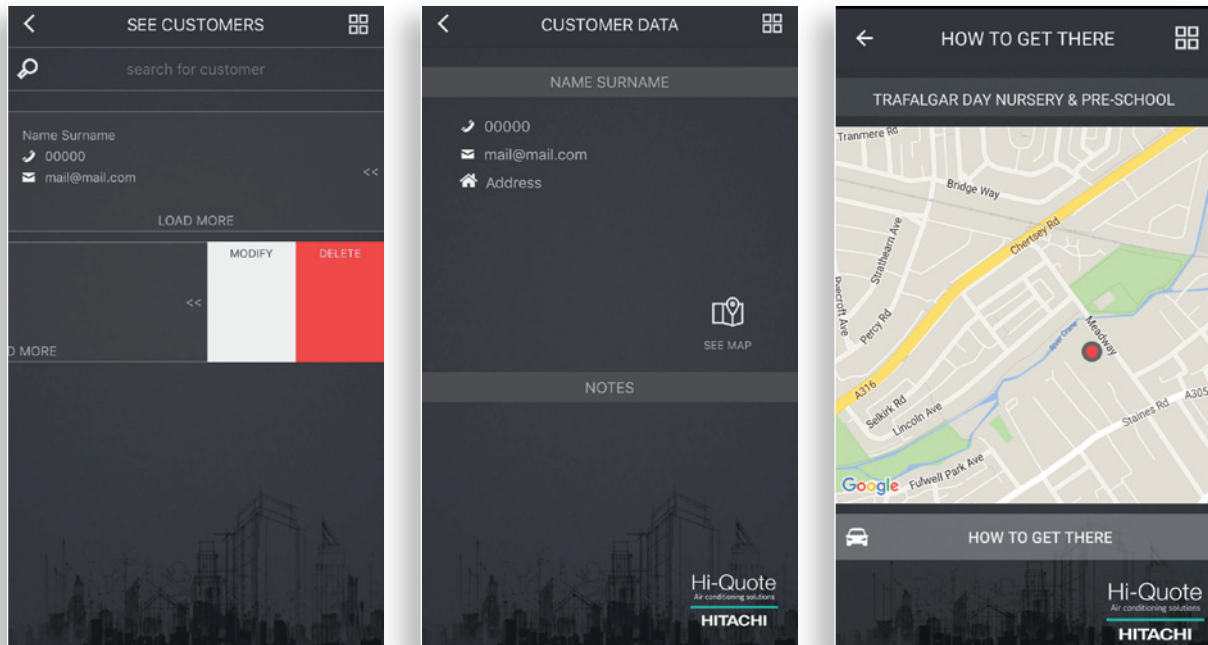 SEE CUSTOMERS
search for customer
Name Surname
00000
mail@mail.com
<<
LOAD MORE
MODIFY
DELETE
<<
D MORE
CUSTOMER DATA
NAME SURNAME
00000
mail@mail.com
Address
SEE MAP
NOTES
Hi-Quote
Air conditioning solutions
HITACHI
HOW TO GET THERE
TRAFALGAR DAY NURSERY & PRE-SCHOOL
Tranmere Rd
Bridge Way
Chertsey Rd
Strathearn Ave
Percy Rd
Meadway
River Crane
A316
Selkirk Rd
Lincoln Ave
Staines Rd
A305
Fulwell Park Ave
Google
HOW TO GET THERE
Hi-Quote
Air conditioning solutions
HITACHI